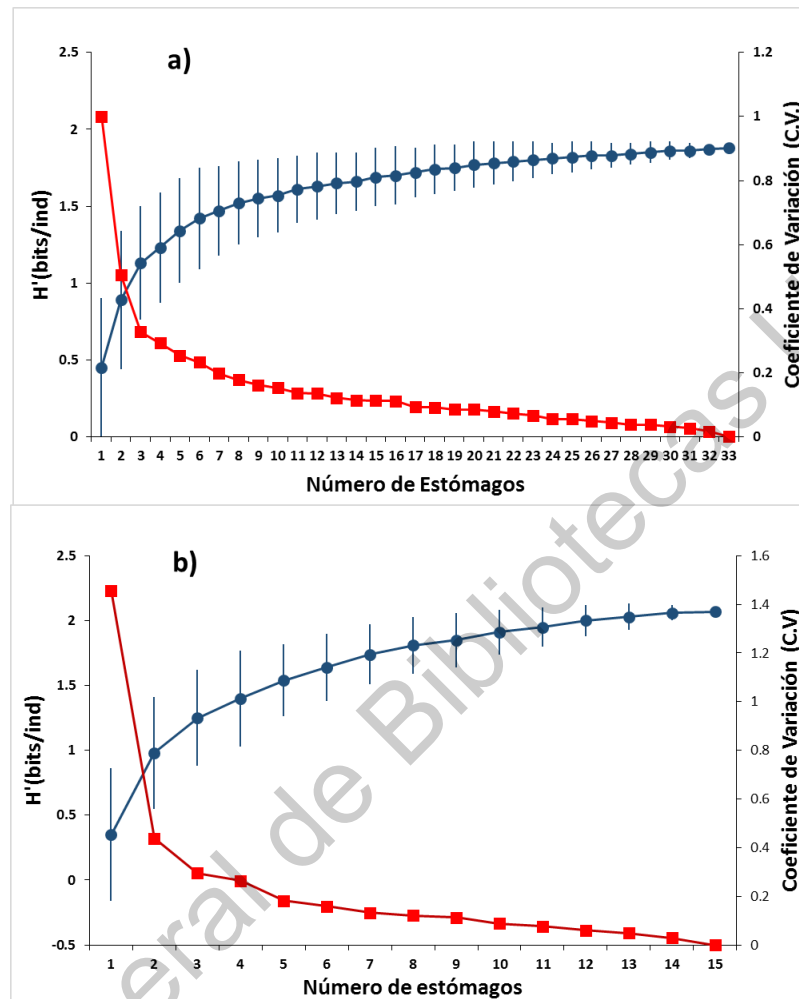 a)
H'(bits/ind)
2.5
2
1.5
1
0.5
0
1.2
1
0.8
0.6
0.4
0.2
0
Coeficiente de Variación (C.V.)
1 2 3 4 5 6 7 8 9 10 11 12 13 14 15 16 17 18 19 20 21 22 23 24 25 26 27 28 29 30 31 32 33
Número de Estómagos
b)
H'(bits/ind)
2.5
2
1.5
1
0.5
0
-0.5
1.6
1.4
1.2
1
0.8
0.6
0.4
0.2
0
Coeficiente de Variación (C.V)
1 2 3 4 5 6 7 8 9 10 11 12 13 14 15
Número de estómagos
eral de Bibliotecas